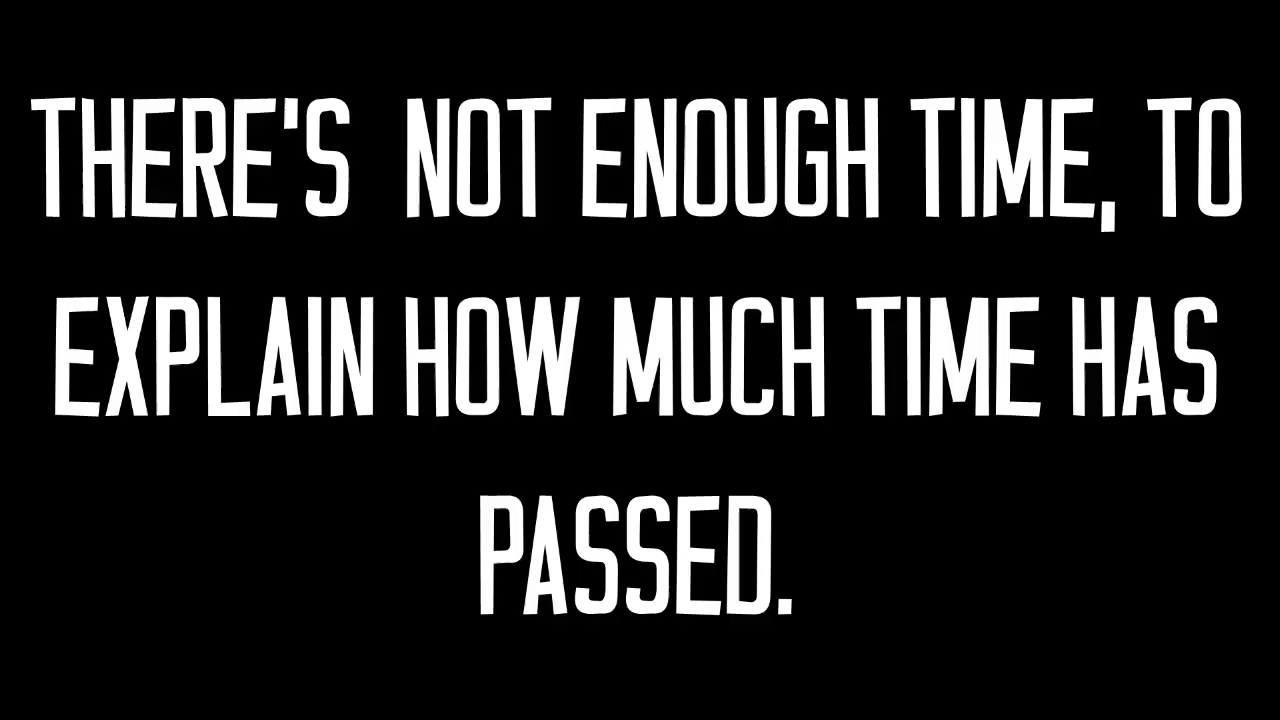 THERE'S  NOT ENOUGH TIME, TO
EXPLAIN HOW MUCH TIME HAS
PASSED.